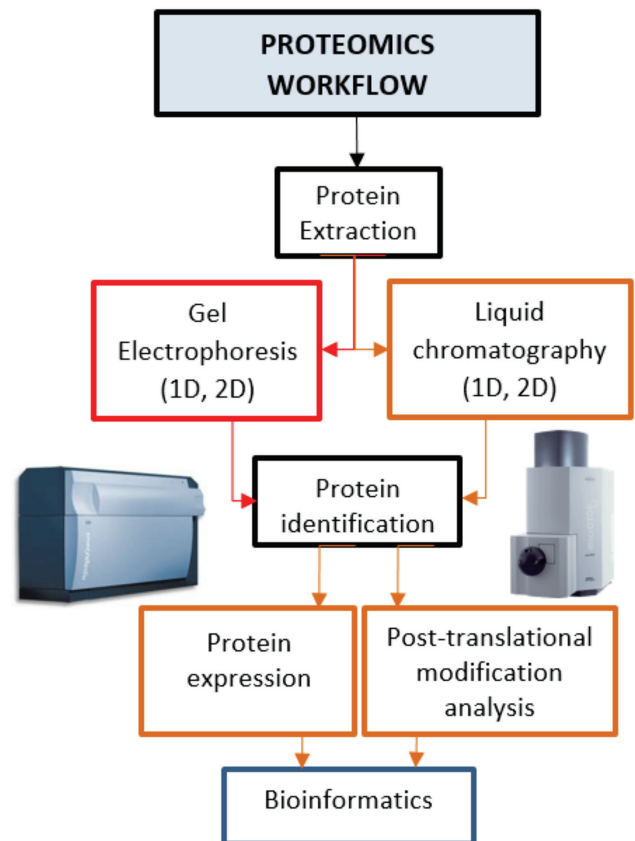 PROTEOMICS
WORKFLOW
Protein
Extraction
Gel
Electrophoresis
(1D, 2D)
Liquid
chromatography
(1D, 2D)
Protein
identification
Protein
expression
Post-translational
modification
analysis
Bioinformatics